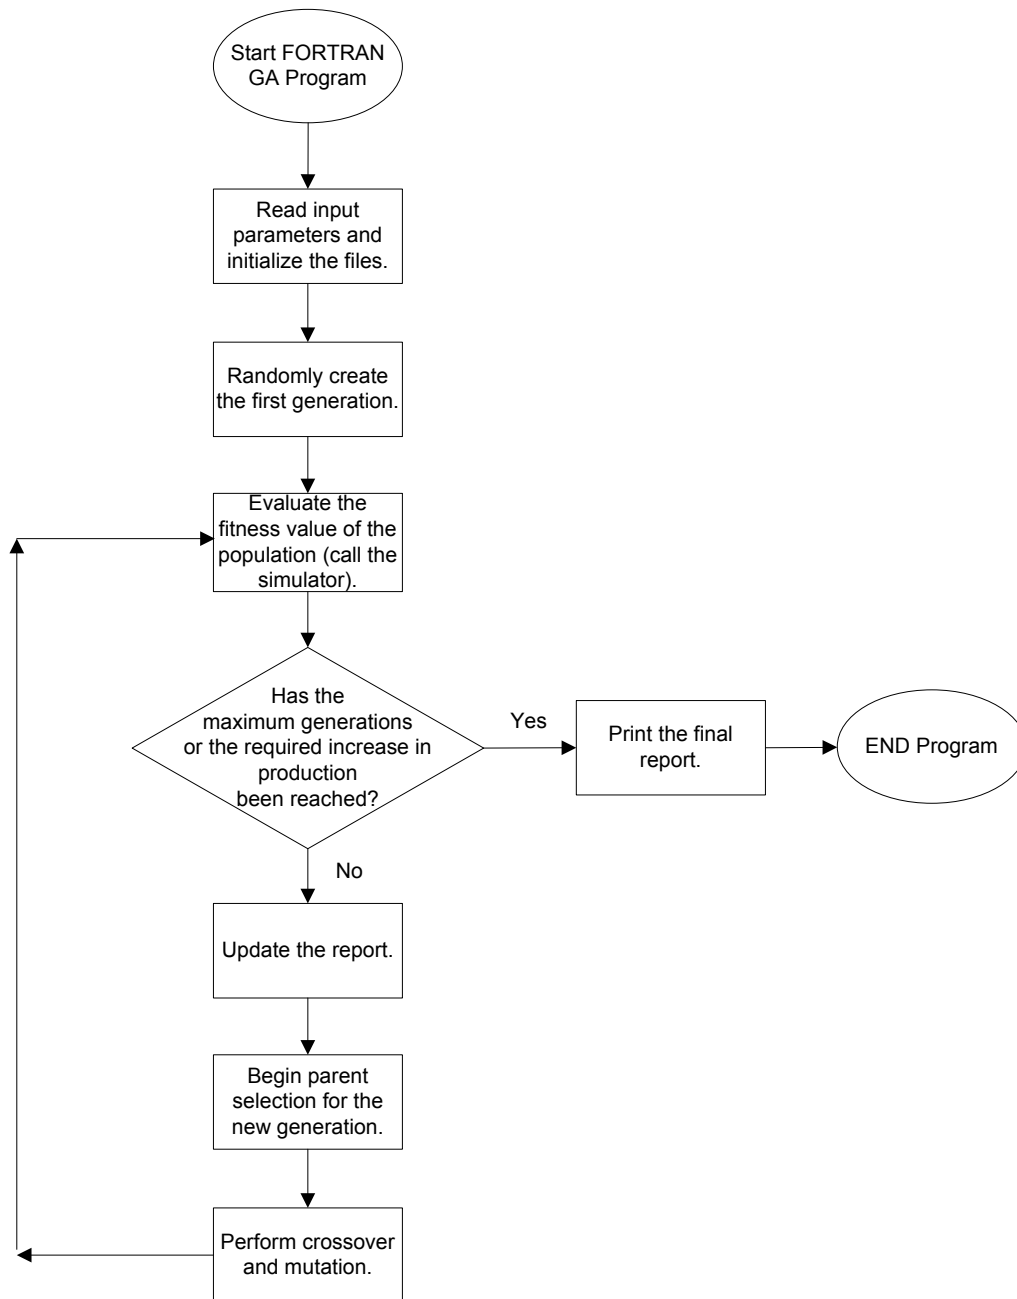 Start FORTRAN
GA Program
Read input
parameters and
initialize the files.
Randomly create
the first generation.
Evaluate the
fitness value of the
population (call the
simulator).
Has the
maximum generations
or the required increase in
production
been reached?
Yes
Print the final
report.
END Program
No
Update the report.
Begin parent
selection for the
new generation.
Perform crossover
and mutation.